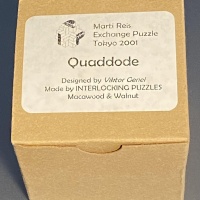 Marti Reis
Exchange Puzzle
Tokyo 2001
Quaddode
Designed by Viktor Genel
Made by INTERLOCKING PUZZLES
Macawood & Walnut